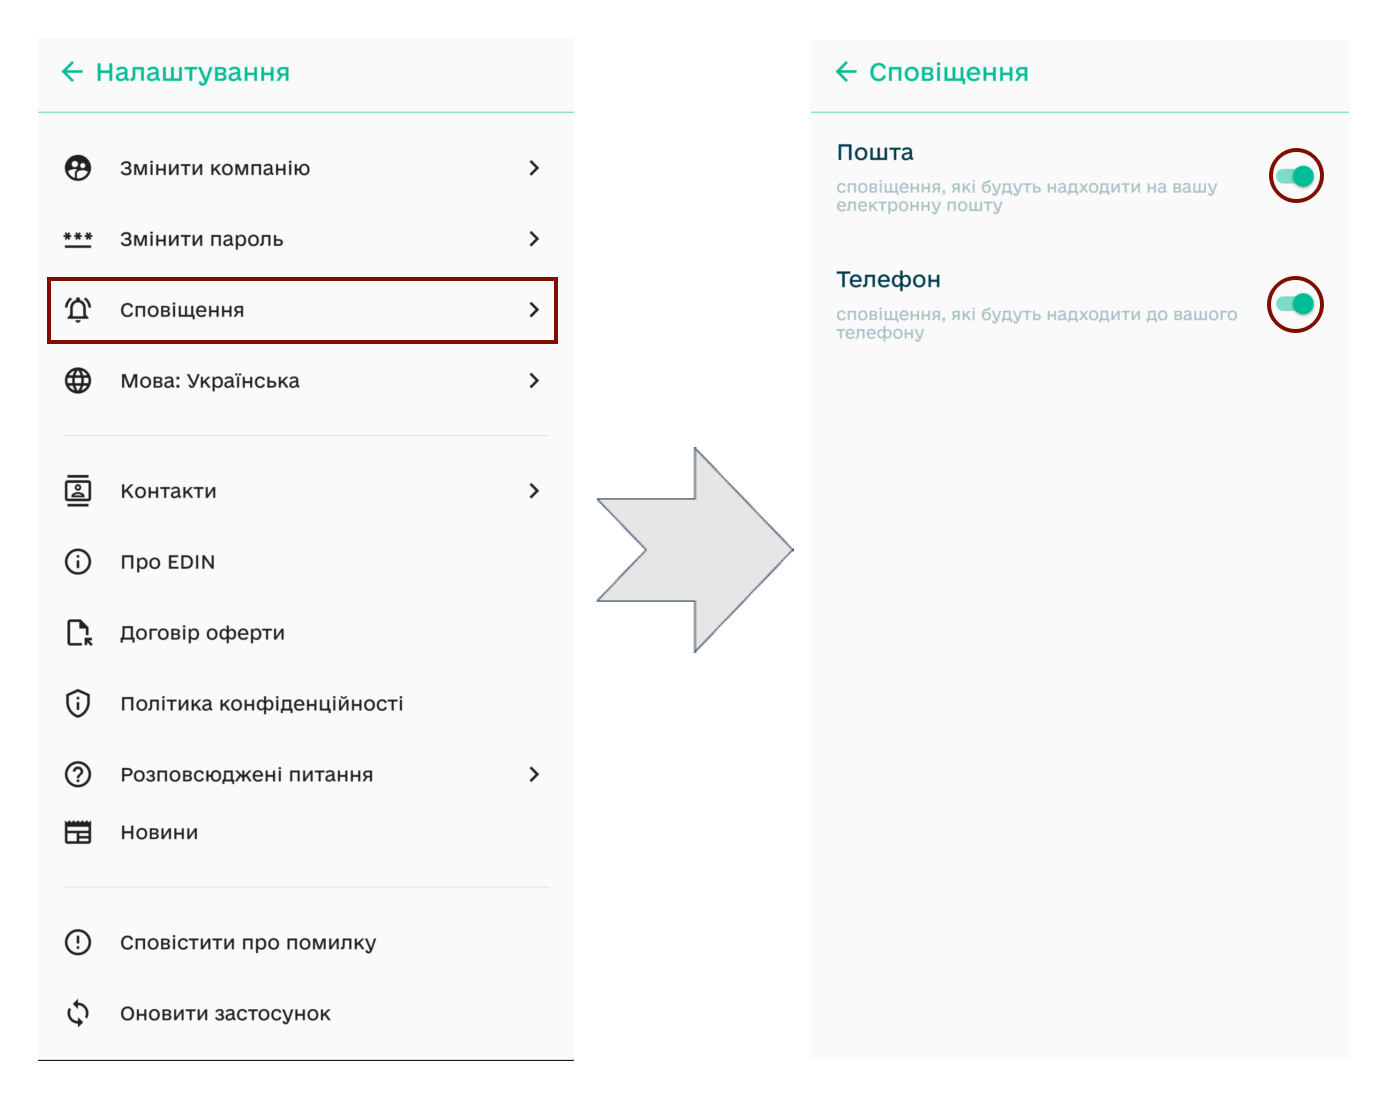 Налаштування
Змінити компанію
Змінити пароль
Сповіщення
Мова: Українська
Контакти
Про EDIN
Договір оферти
Політика конфіденційності
Розповсюджені питання
Новини
Сповістити про помилку
Оновити застосунок
Сповіщення
Пошта
сповіщення, які будуть надходити на вашу
електронну пошту
Телефон
сповіщення, які будуть надходити до вашого
телефону